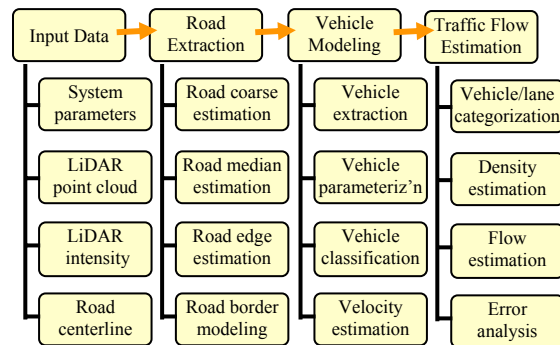 Input Data
Road
Extraction
Vehicle
Modeling
Traffic Flow
Estimation
System
parameters
Road coarse
estimation
Vehicle
extraction
Vehicle/lane
categorization
LiDAR
point cloud
Road median
estimation
Vehicle
parameteriz'n
Density
estimation
LiDAR
intensity
Road edge
estimation
Vehicle
classification
Flow
estimation
Road
centerline
Road border
modeling
Velocity
estimation
Error
analysis